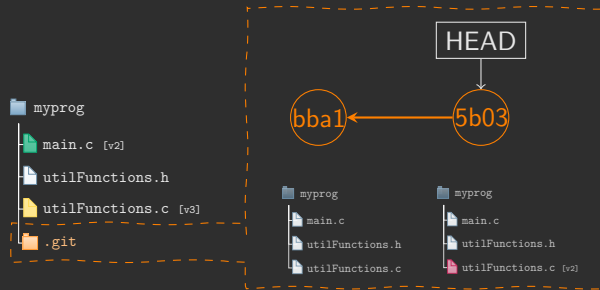 HEAD
bba1
5b03
myprog
main.c [v2]
utilFunctions.h
utilFunctions.c [v3]
.git
myprog
main.c
utilFunctions.h
utilFunctions.c
myprog
main.c
utilFunctions.h
utilFunctions.c [v2]